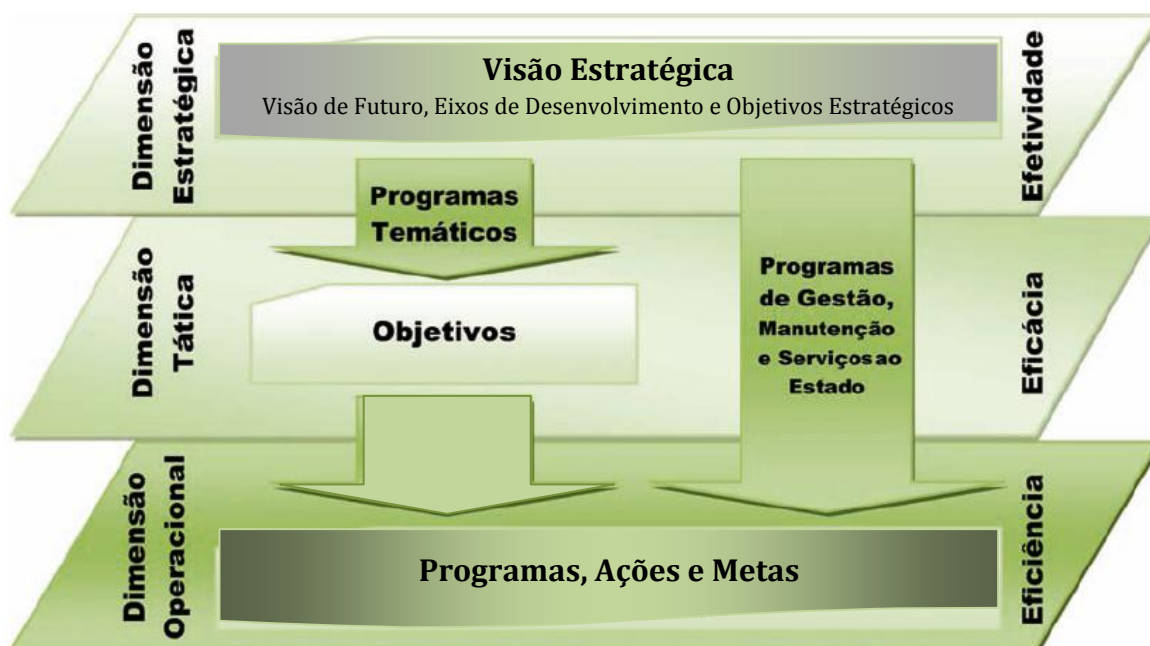 Dimensão
Estratégica
Visão Estratégica
Visão de Futuro, Eixos de Desenvolvimento e Objetivos Estratégicos
Efetividade
Programas
Temáticos
Dimensão
Tática
Objetivos
Programas
de Gestão,
Manutenção
e Serviços ao
Estado
Eficácia
Dimensão
Operacional
Programas, Ações e Metas
Eficiência